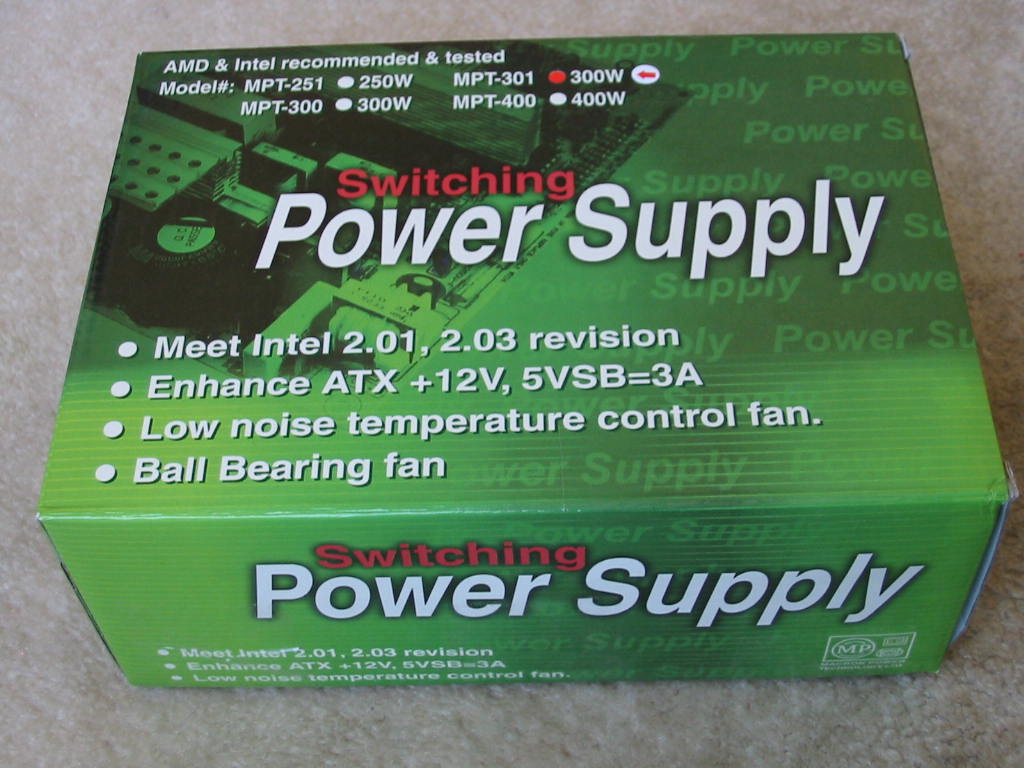 AMD & Intel recommended & tested
Model#: MPT-251 250W MPT-301 300W
MPT-300 300W MPT-400 400W
Switching
Power Supply
• Meet Intel 2.01, 2.03 revision
• Enhance ATX +12V, 5VSB=3A
• Low noise temperature control fan.
• Ball Bearing fan
Switching
Power Supply
• Meet Intel 2.01, 2.03 revision
• Enhance ATX +12V, 5VSB=3A
• Low noise temperature control fan.
MP
MACRON POWER